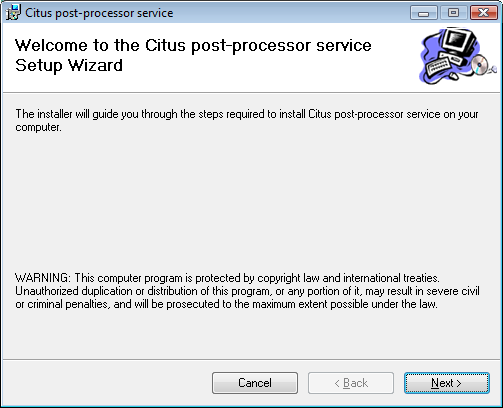 Citus post-processor service
Welcome to the Citus post-processor service
Setup Wizard
The installer will guide you through the steps required to install Citus post-processor service on your
computer.
WARNING: This computer program is protected by copyright law and international treaties.
Unauthorized duplication or distribution of this program, or any portion of it, may result in severe civil
or criminal penalties, and will be prosecuted to the maximum extent possible under the law.
Cancel
< Back
Next >